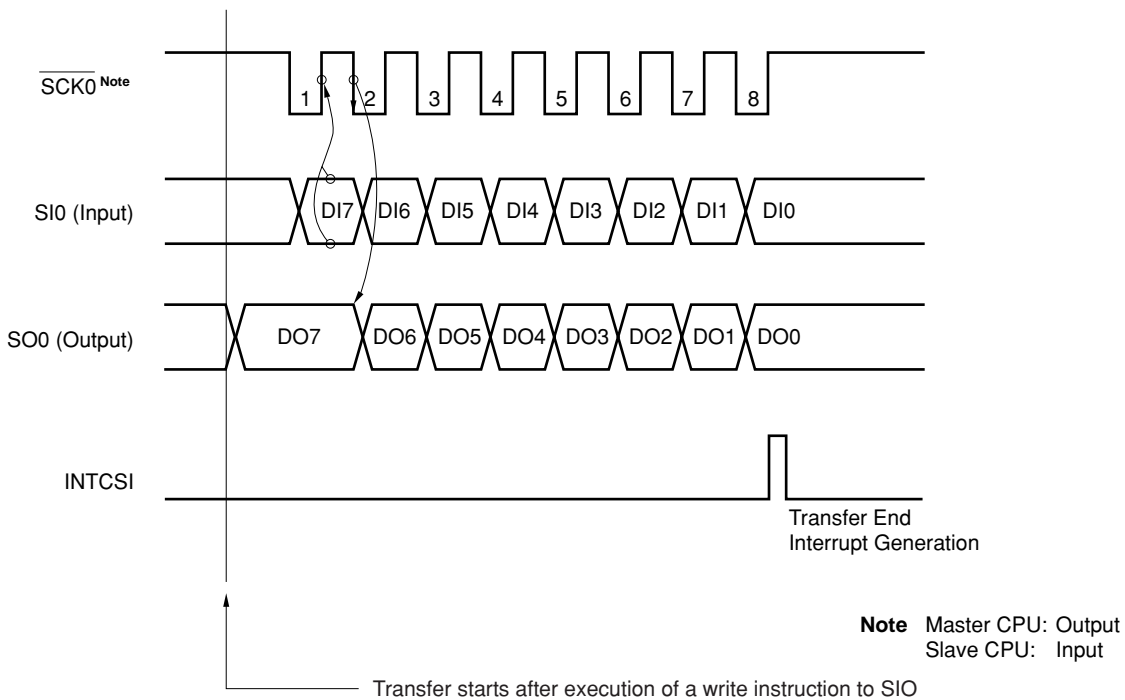 SCK0 Note
1 2 3 4 5 6 7 8
SI0 (Input)
DI7 DI6 DI5 DI4 DI3 DI2 DI1 DI0
SO0 (Output)
DO7 DO6 DO5 DO4 DO3 DO2 DO1 DO0
INTCSI
Transfer End
Interrupt Generation
Note Master CPU: Output
Slave CPU: Input
Transfer starts after execution of a write instruction to SIO